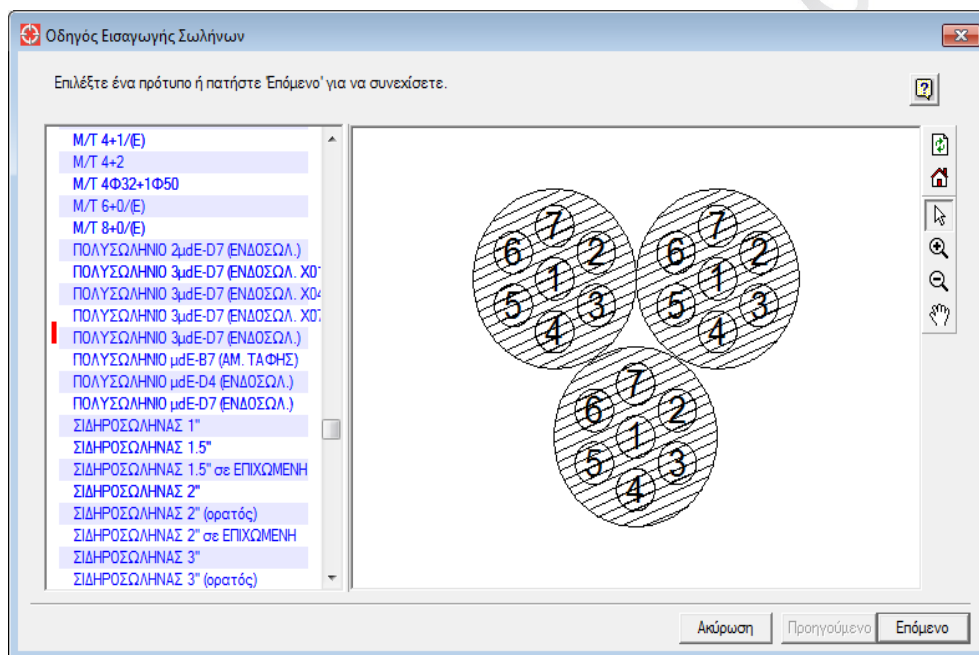 Οδηγός Εισαγωγής Σωλήνων
Επιλέξτε ένα πρότυπο ή πατήστε 'Επόμενο' για να συνεχίσετε.
Μ/Τ 4+1/(Ε)
Μ/Τ 4+2
Μ/Τ 4Φ32+1Φ50
Μ/Τ 6+0/(Ε)
Μ/Τ 8+0/(Ε)
ΠΟΛΥΣΩΛΗΝΙΟ 2μdE-D7 (ΕΝΔΟΣΩΛ.)
ΠΟΛΥΣΩΛΗΝΙΟ 3μdE-D7 (ΕΝΔΟΣΩΛ. Χ01
ΠΟΛΥΣΩΛΗΝΙΟ 3μdE-D7 (ΕΝΔΟΣΩΛ. Χ04
ΠΟΛΥΣΩΛΗΝΙΟ 3μdE-D7 (ΕΝΔΟΣΩΛ. Χ07
ΠΟΛΥΣΩΛΗΝΙΟ 3μdE-D7 (ΕΝΔΟΣΩΛ.)
ΠΟΛΥΣΩΛΗΝΙΟ μdE-B7 (ΑΜ. ΤΑΦΗΣ)
ΠΟΛΥΣΩΛΗΝΙΟ μdE-D4 (ΕΝΔΟΣΩΛ.)
ΠΟΛΥΣΩΛΗΝΙΟ μdE-D7 (ΕΝΔΟΣΩΛ.)
ΣΙΔΗΡΟΣΩΛΗΝΑΣ 1"
ΣΙΔΗΡΟΣΩΛΗΝΑΣ 1.5"
ΣΙΔΗΡΟΣΩΛΗΝΑΣ 1.5" σε ΕΠΙΧΩΜΕΝΗ
ΣΙΔΗΡΟΣΩΛΗΝΑΣ 2"
ΣΙΔΗΡΟΣΩΛΗΝΑΣ 2" (ορατός)
ΣΙΔΗΡΟΣΩΛΗΝΑΣ 2" σε ΕΠΙΧΩΜΕΝΗ
ΣΙΔΗΡΟΣΩΛΗΝΑΣ 3"
ΣΙΔΗΡΟΣΩΛΗΝΑΣ 3" (ορατός)
7 7
6 2 6 2
1 1
5 3 5 3
4 4
7
6 2
1
5 3
4
Ακύρωση Προηγούμενο Επόμενο